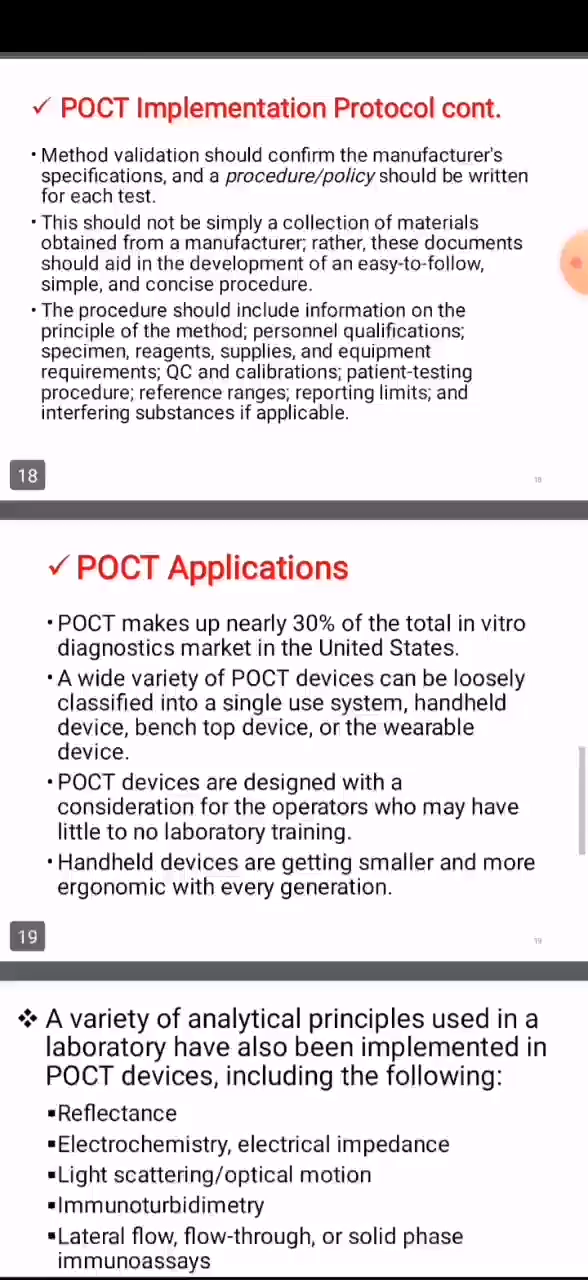 ✓ POCT Implementation Protocol cont.
• Method validation should confirm the manufacturer's
specifications, and a procedure/policy should be written
for each test.
• This should not be simply a collection of materials
obtained from a manufacturer; rather, these documents
should aid in the development of an easy-to-follow,
simple, and concise procedure.
• The procedure should include information on the
principle of the method; personnel qualifications;
specimen, reagents, supplies, and equipment
requirements; QC and calibrations; patient-testing
procedure; reference ranges; reporting limits; and
interfering substances if applicable.
18
18
✓ POCT Applications
• POCT makes up nearly 30% of the total in vitro
diagnostics market in the United States.
• A wide variety of POCT devices can be loosely
classified into a single use system, handheld
device, bench top device, or the wearable
device.
• POCT devices are designed with a
consideration for the operators who may have
little to no laboratory training.
• Handheld devices are getting smaller and more
ergonomic with every generation.
19
19
❖ A variety of analytical principles used in a
laboratory have also been implemented in
POCT devices, including the following:
▪ Reflectance
▪ Electrochemistry, electrical impedance
▪ Light scattering/optical motion
▪ Immunoturbidimetry
▪ Lateral flow, flow-through, or solid phase
immunoassays